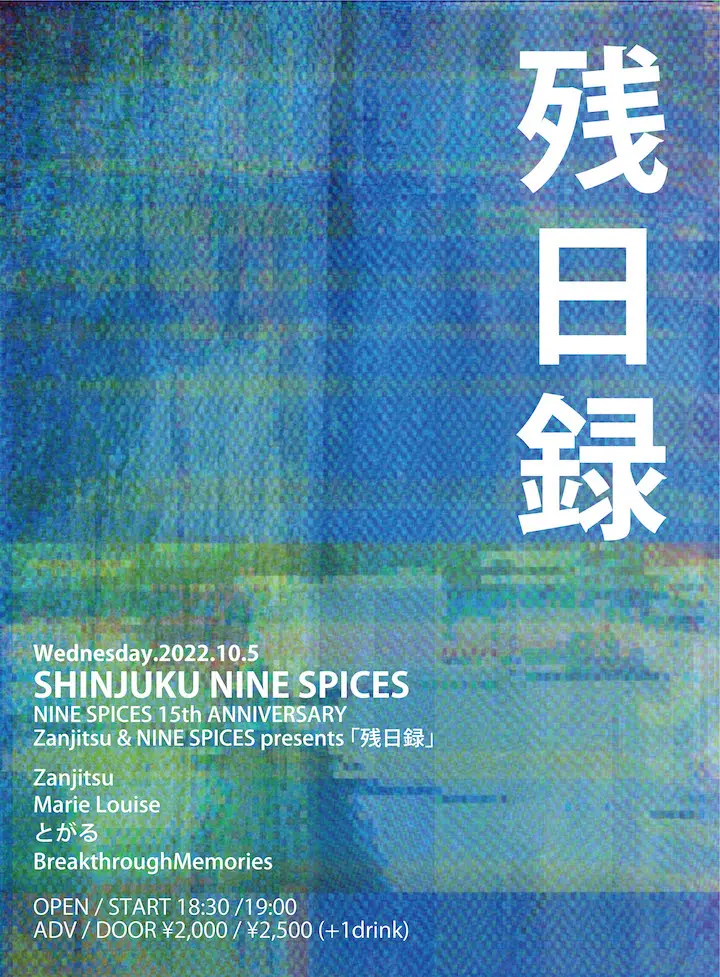 残日録
Wednesday.2022.10.5
SHINJUKU NINE SPICES
NINE SPICES 15th ANNIVERSARY
Zanjitsu & NINE SPICES presents「残日録」
Zanjitsu
Marie Louise
とがる
BreakthroughMemories
OPEN / START 18:30 /19:00
ADV / DOOR ¥2,000 / ¥2,500 (+1drink)